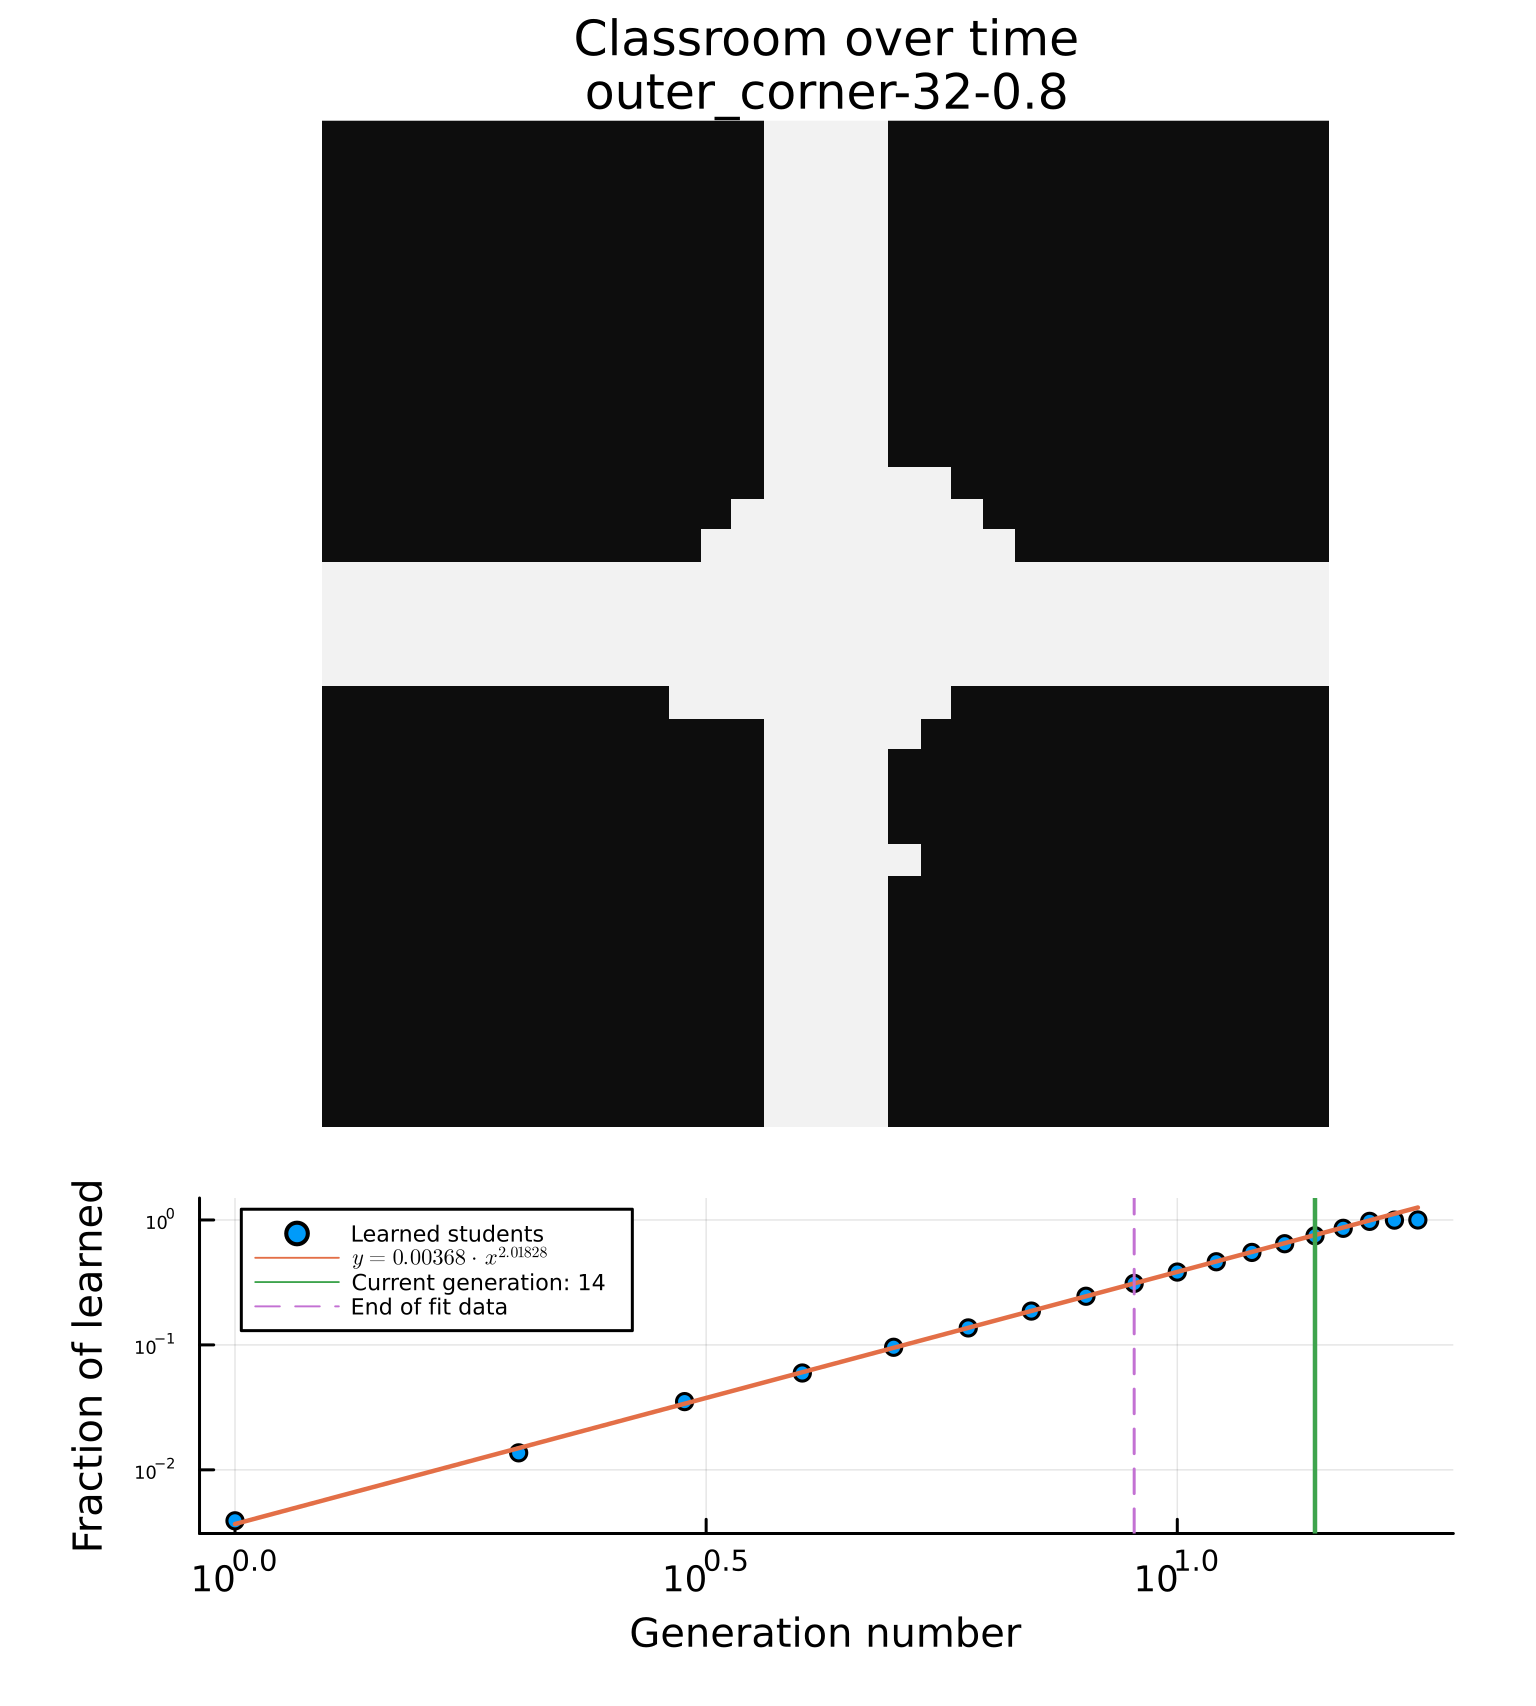 Classroom over time
outer_corner-32-0.8
Fraction of learned
10^0
10^−1
10^−2
Learned students
y = 0.00368 · x^2.01828
Current generation: 14
End of fit data
10^0.0 10^0.5 10^1.0
Generation number